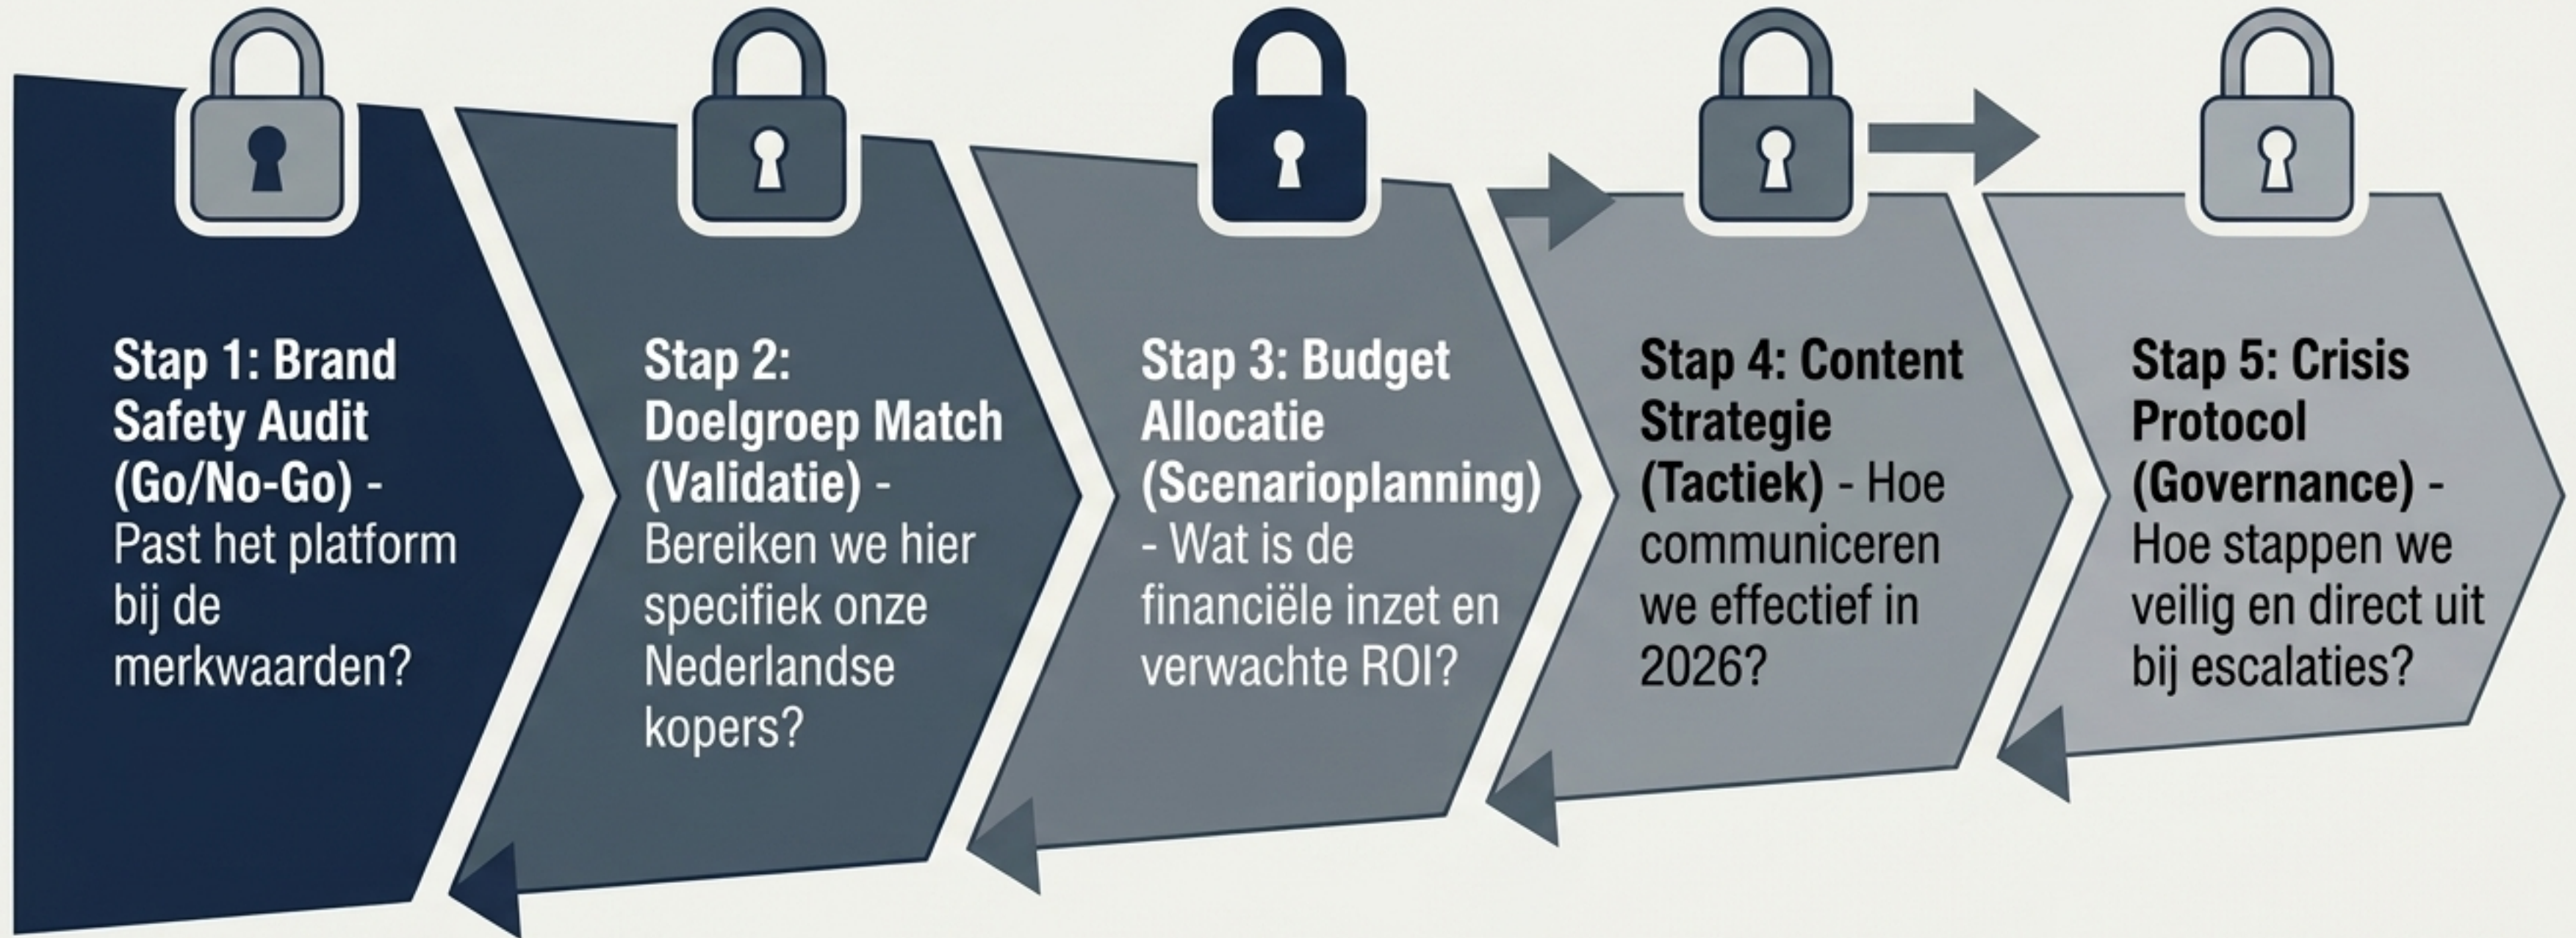 Stap 1: Brand
Safety Audit
(Go/No-Go) -
Past het platform
bij de
merkwaarden?
Stap 2:
Doelgroep Match
(Validatie) -
Bereiken we hier
specifiek onze
Nederlandse
kopers?
Stap 3: Budget
Allocatie
(Scenarioplanning)
- Wat is de
financiële inzet en
verwachte ROI?
Stap 4: Content
Strategie
(Tactiek) - Hoe
communiceren
we effectief in
2026?
Stap 5: Crisis
Protocol
(Governance) -
Hoe stappen we
veilig en direct uit
bij escalaties?